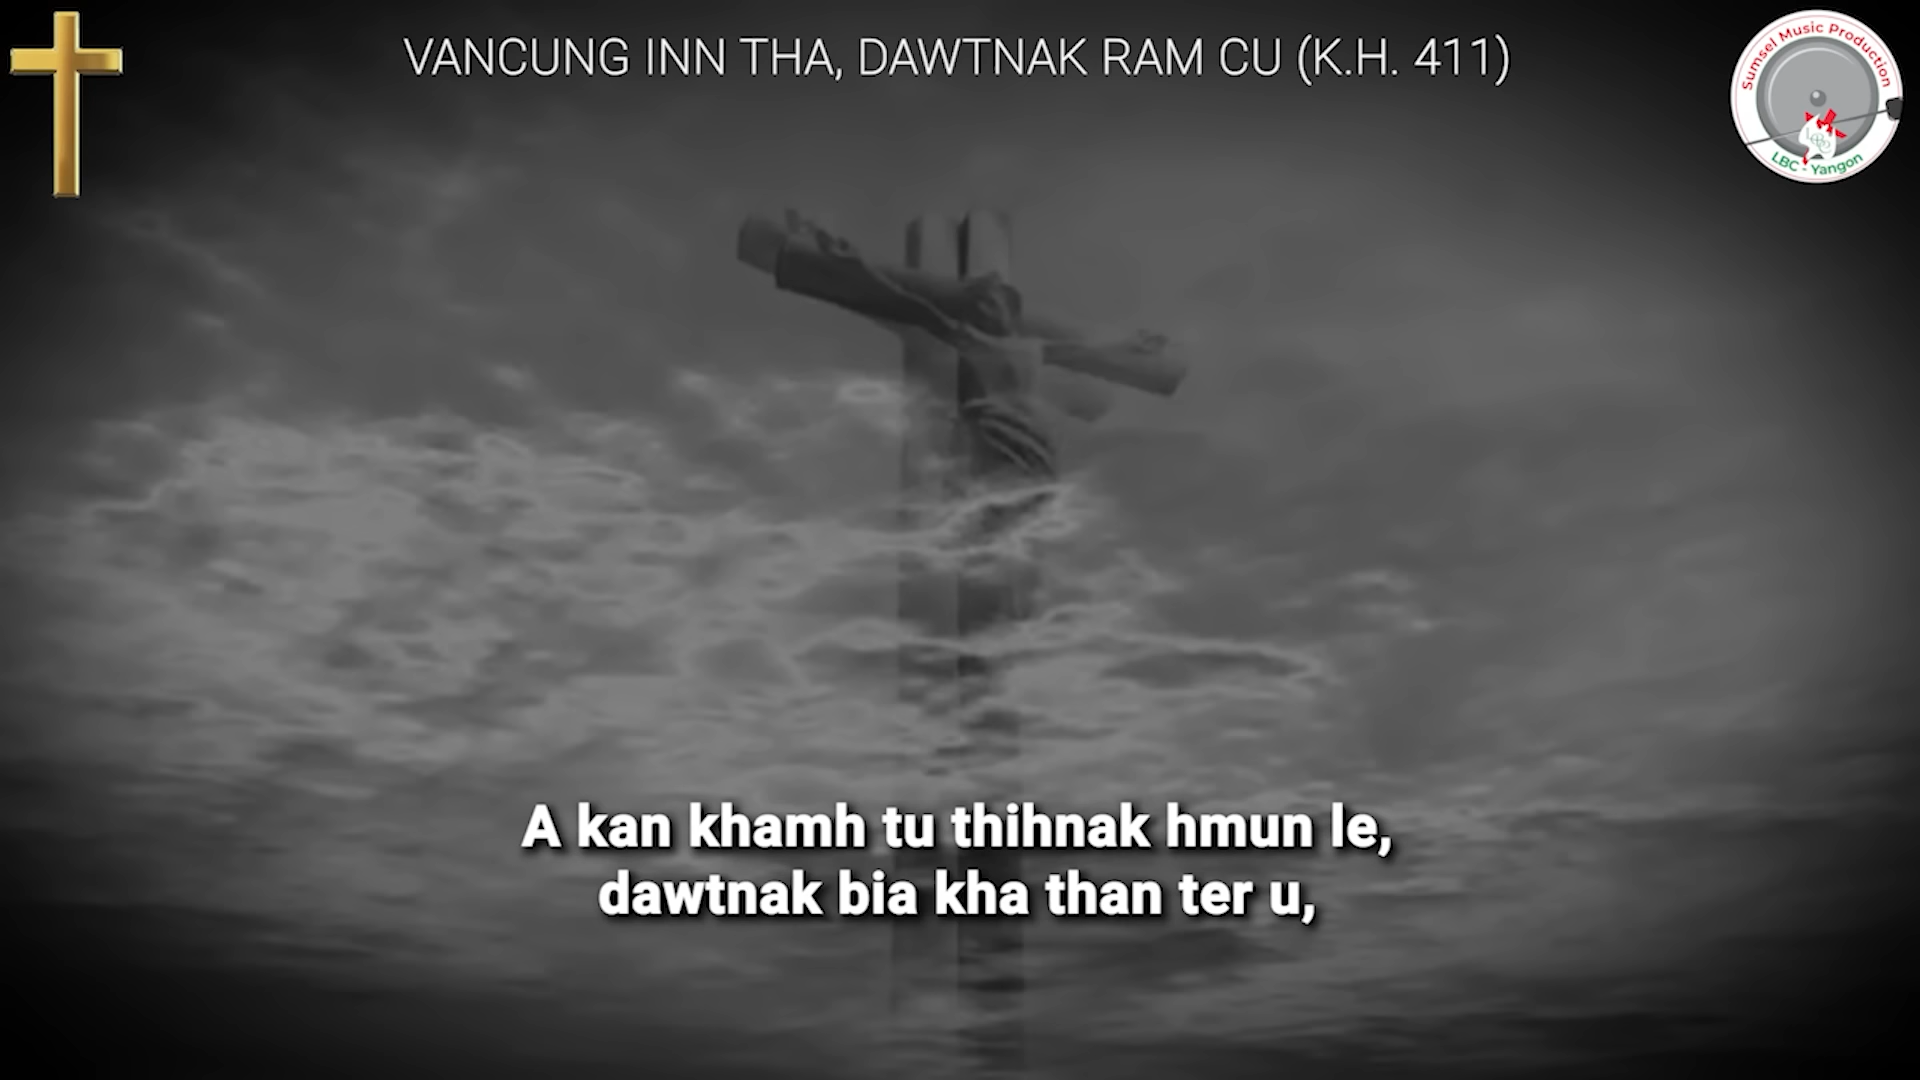 VANCUNG INN THA, DAWTNAK RAM CU (K.H. 411)
Sumsel Music Production
LBC - Yangon
A kan khamh tu thihnak hmun le,
dawtnak bia kha than ter u,